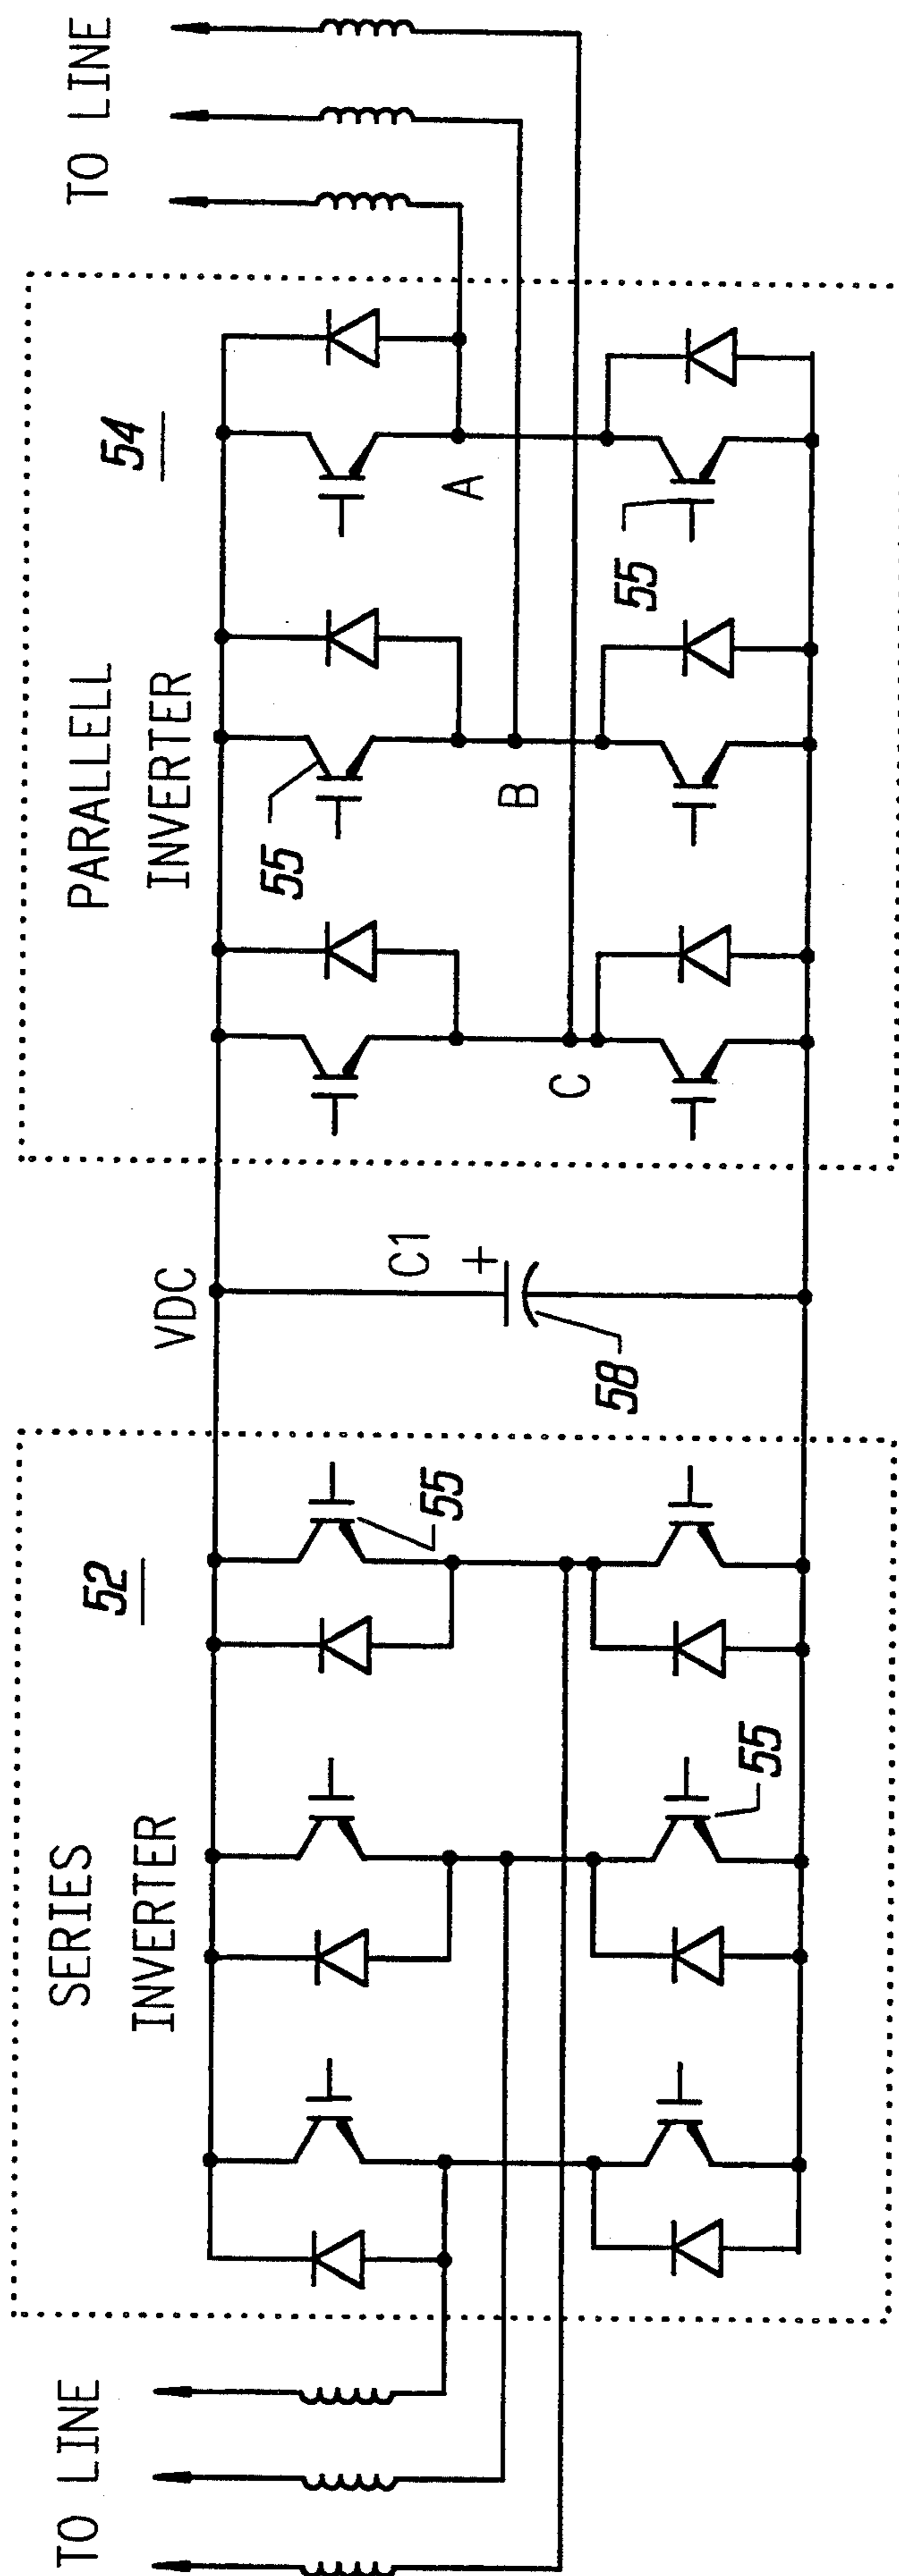 TO LINE
SERIES
INVERTER
52
55
55
VDC
C1
+
58
PARALLELL
INVERTER
54
55
55
A
B
C
TO LINE